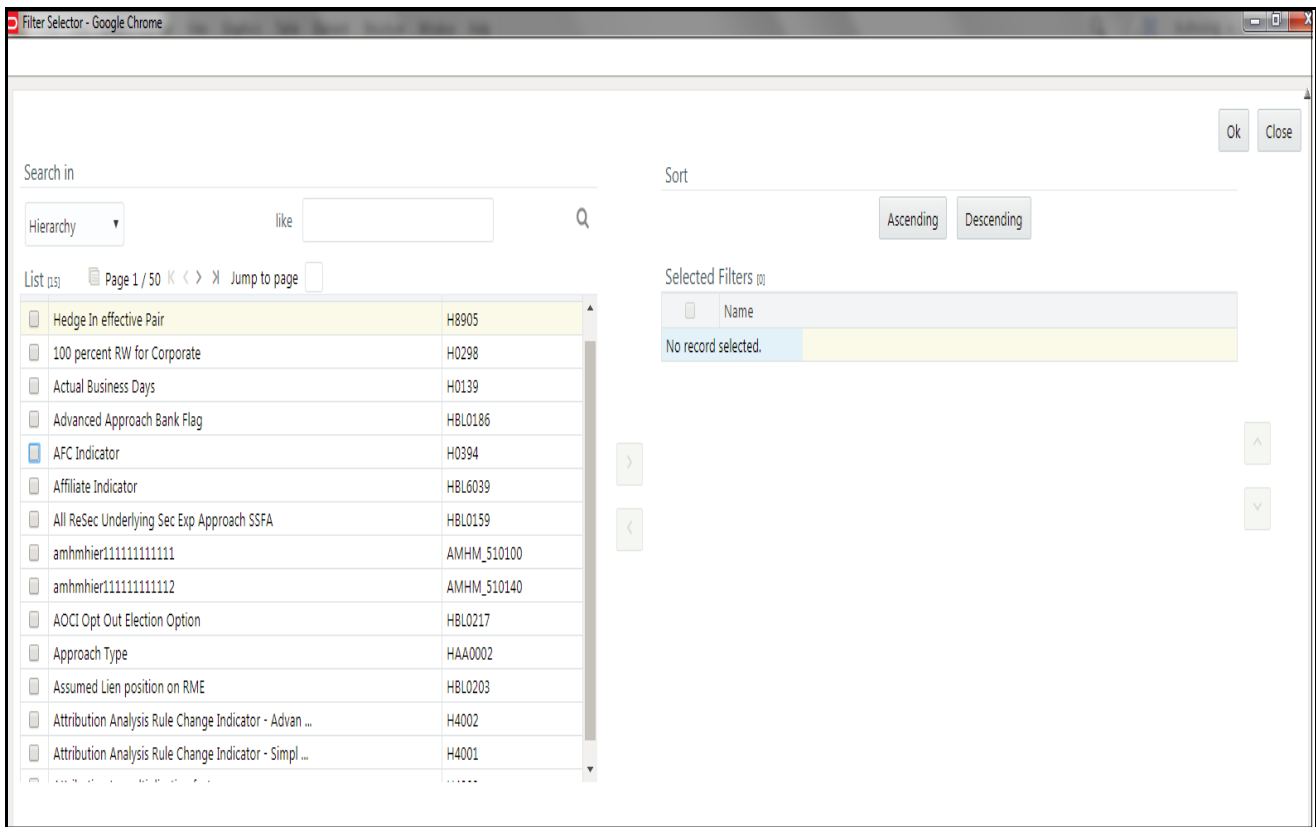 Filter Selector - Google Chrome
Ok Close
Search in
Sort
Hierarchy like
Ascending Descending
List [15] Page 1 / 50 Jump to page
Selected Filters [0]
Name
No record selected.
Hedge In effective Pair H8905
100 percent RW for Corporate H0298
Actual Business Days H0139
Advanced Approach Bank Flag HBL0186
AFC Indicator H0394
Affiliate Indicator HBL6039
All ReSec Underlying Sec Exp Approach SSFA HBL0159
amhmhier111111111111 AMHM_510100
amhmhier111111111112 AMHM_510140
AOCI Opt Out Election Option HBL0217
Approach Type HAA0002
Assumed Lien position on RME HBL0203
Attribution Analysis Rule Change Indicator - Advan ... H4002
Attribution Analysis Rule Change Indicator - Simpl ... H4001